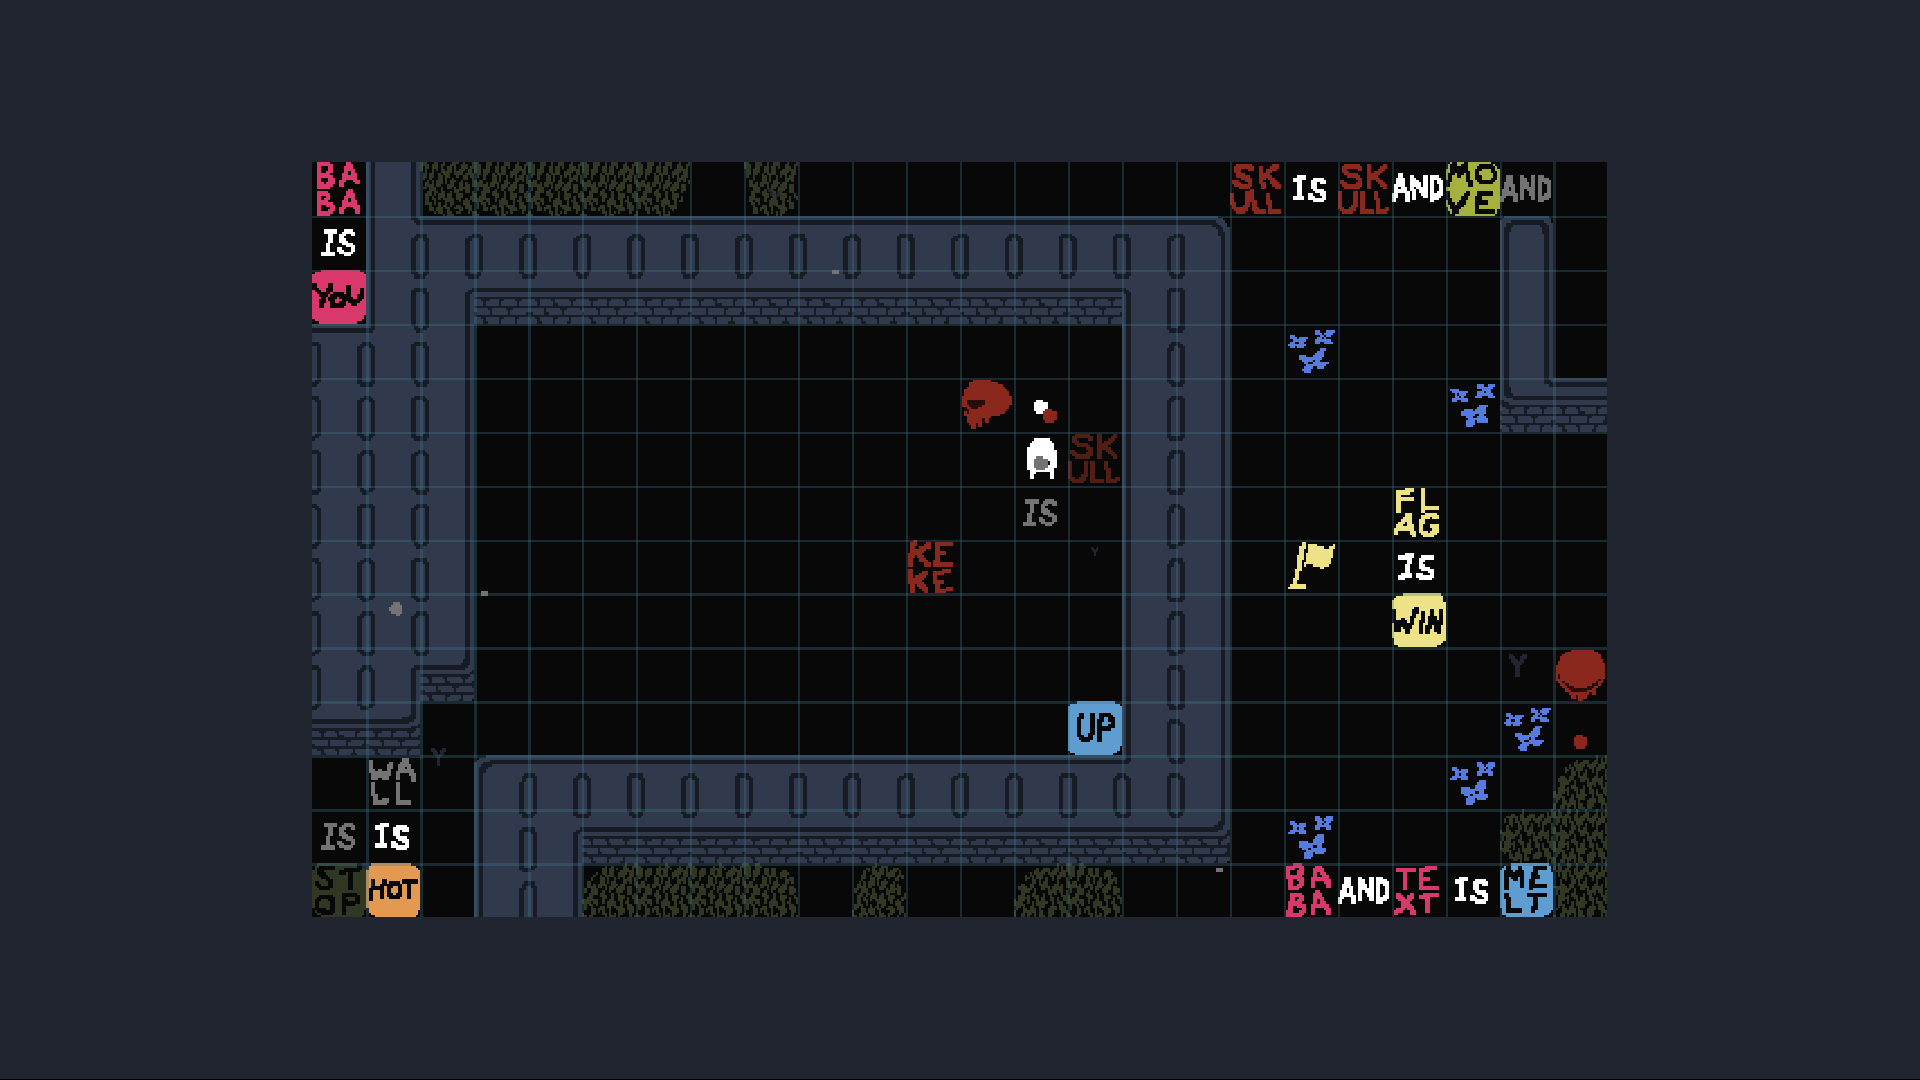 BABA SKULL IS SKULL AND MOVE AND
IS
YOU
SKULL
FLAG
IS
KEKE IS
WIN
UP
WALL
IS IS
STOP HOT BABA AND TEXT IS MELT